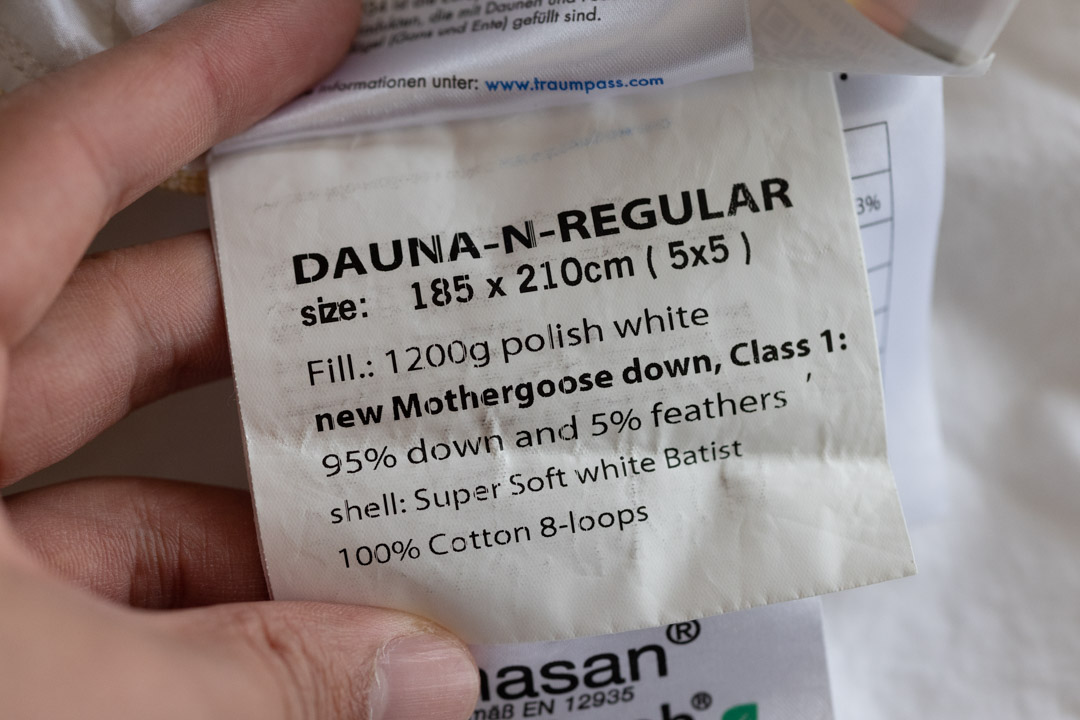 die mit Daunen und
(Gans und Ente) gefüllt sind.
unter: www.traumpass.com
3%
DAUNA-N-REGULAR
size: 185 x 210cm ( 5x5 )
Fill.: 1200g polish white
new Mothergoose down, Class 1:
95% down and 5% feathers ,
shell: Super Soft white Batist
100% Cotton 8-loops
asan®
EN 12935